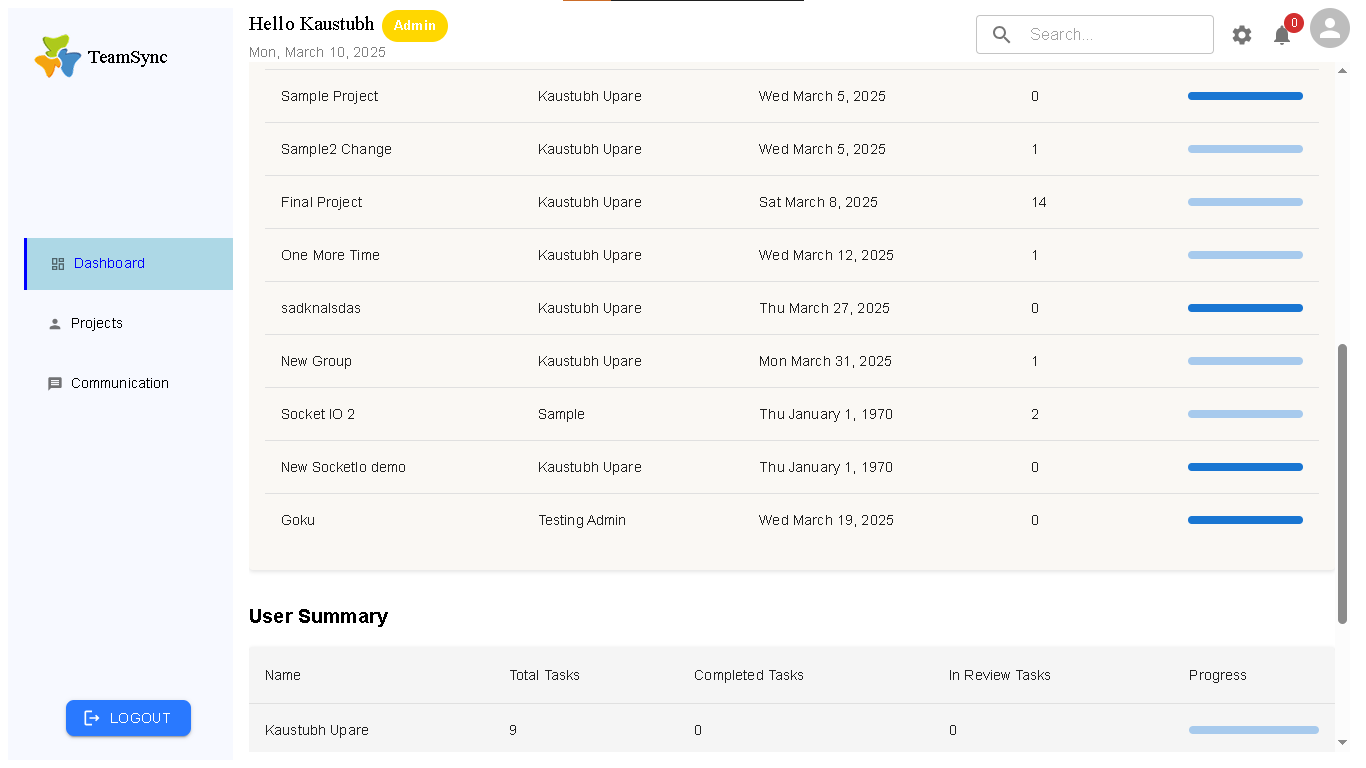 TeamSync
Hello Kaustubh Admin
Mon, March 10, 2025
Search...
0
Dashboard
Projects
Communication
LOGOUT
Sample Project Kaustubh Upare Wed March 5, 2025 0
Sample2 Change Kaustubh Upare Wed March 5, 2025 1
Final Project Kaustubh Upare Sat March 8, 2025 14
One More Time Kaustubh Upare Wed March 12, 2025 1
sadknalsdas Kaustubh Upare Thu March 27, 2025 0
New Group Kaustubh Upare Mon March 31, 2025 1
Socket IO 2 Sample Thu January 1, 1970 2
New SocketIo demo Kaustubh Upare Thu January 1, 1970 0
Goku Testing Admin Wed March 19, 2025 0
User Summary
Name Total Tasks Completed Tasks In Review Tasks Progress
Kaustubh Upare 9 0 0